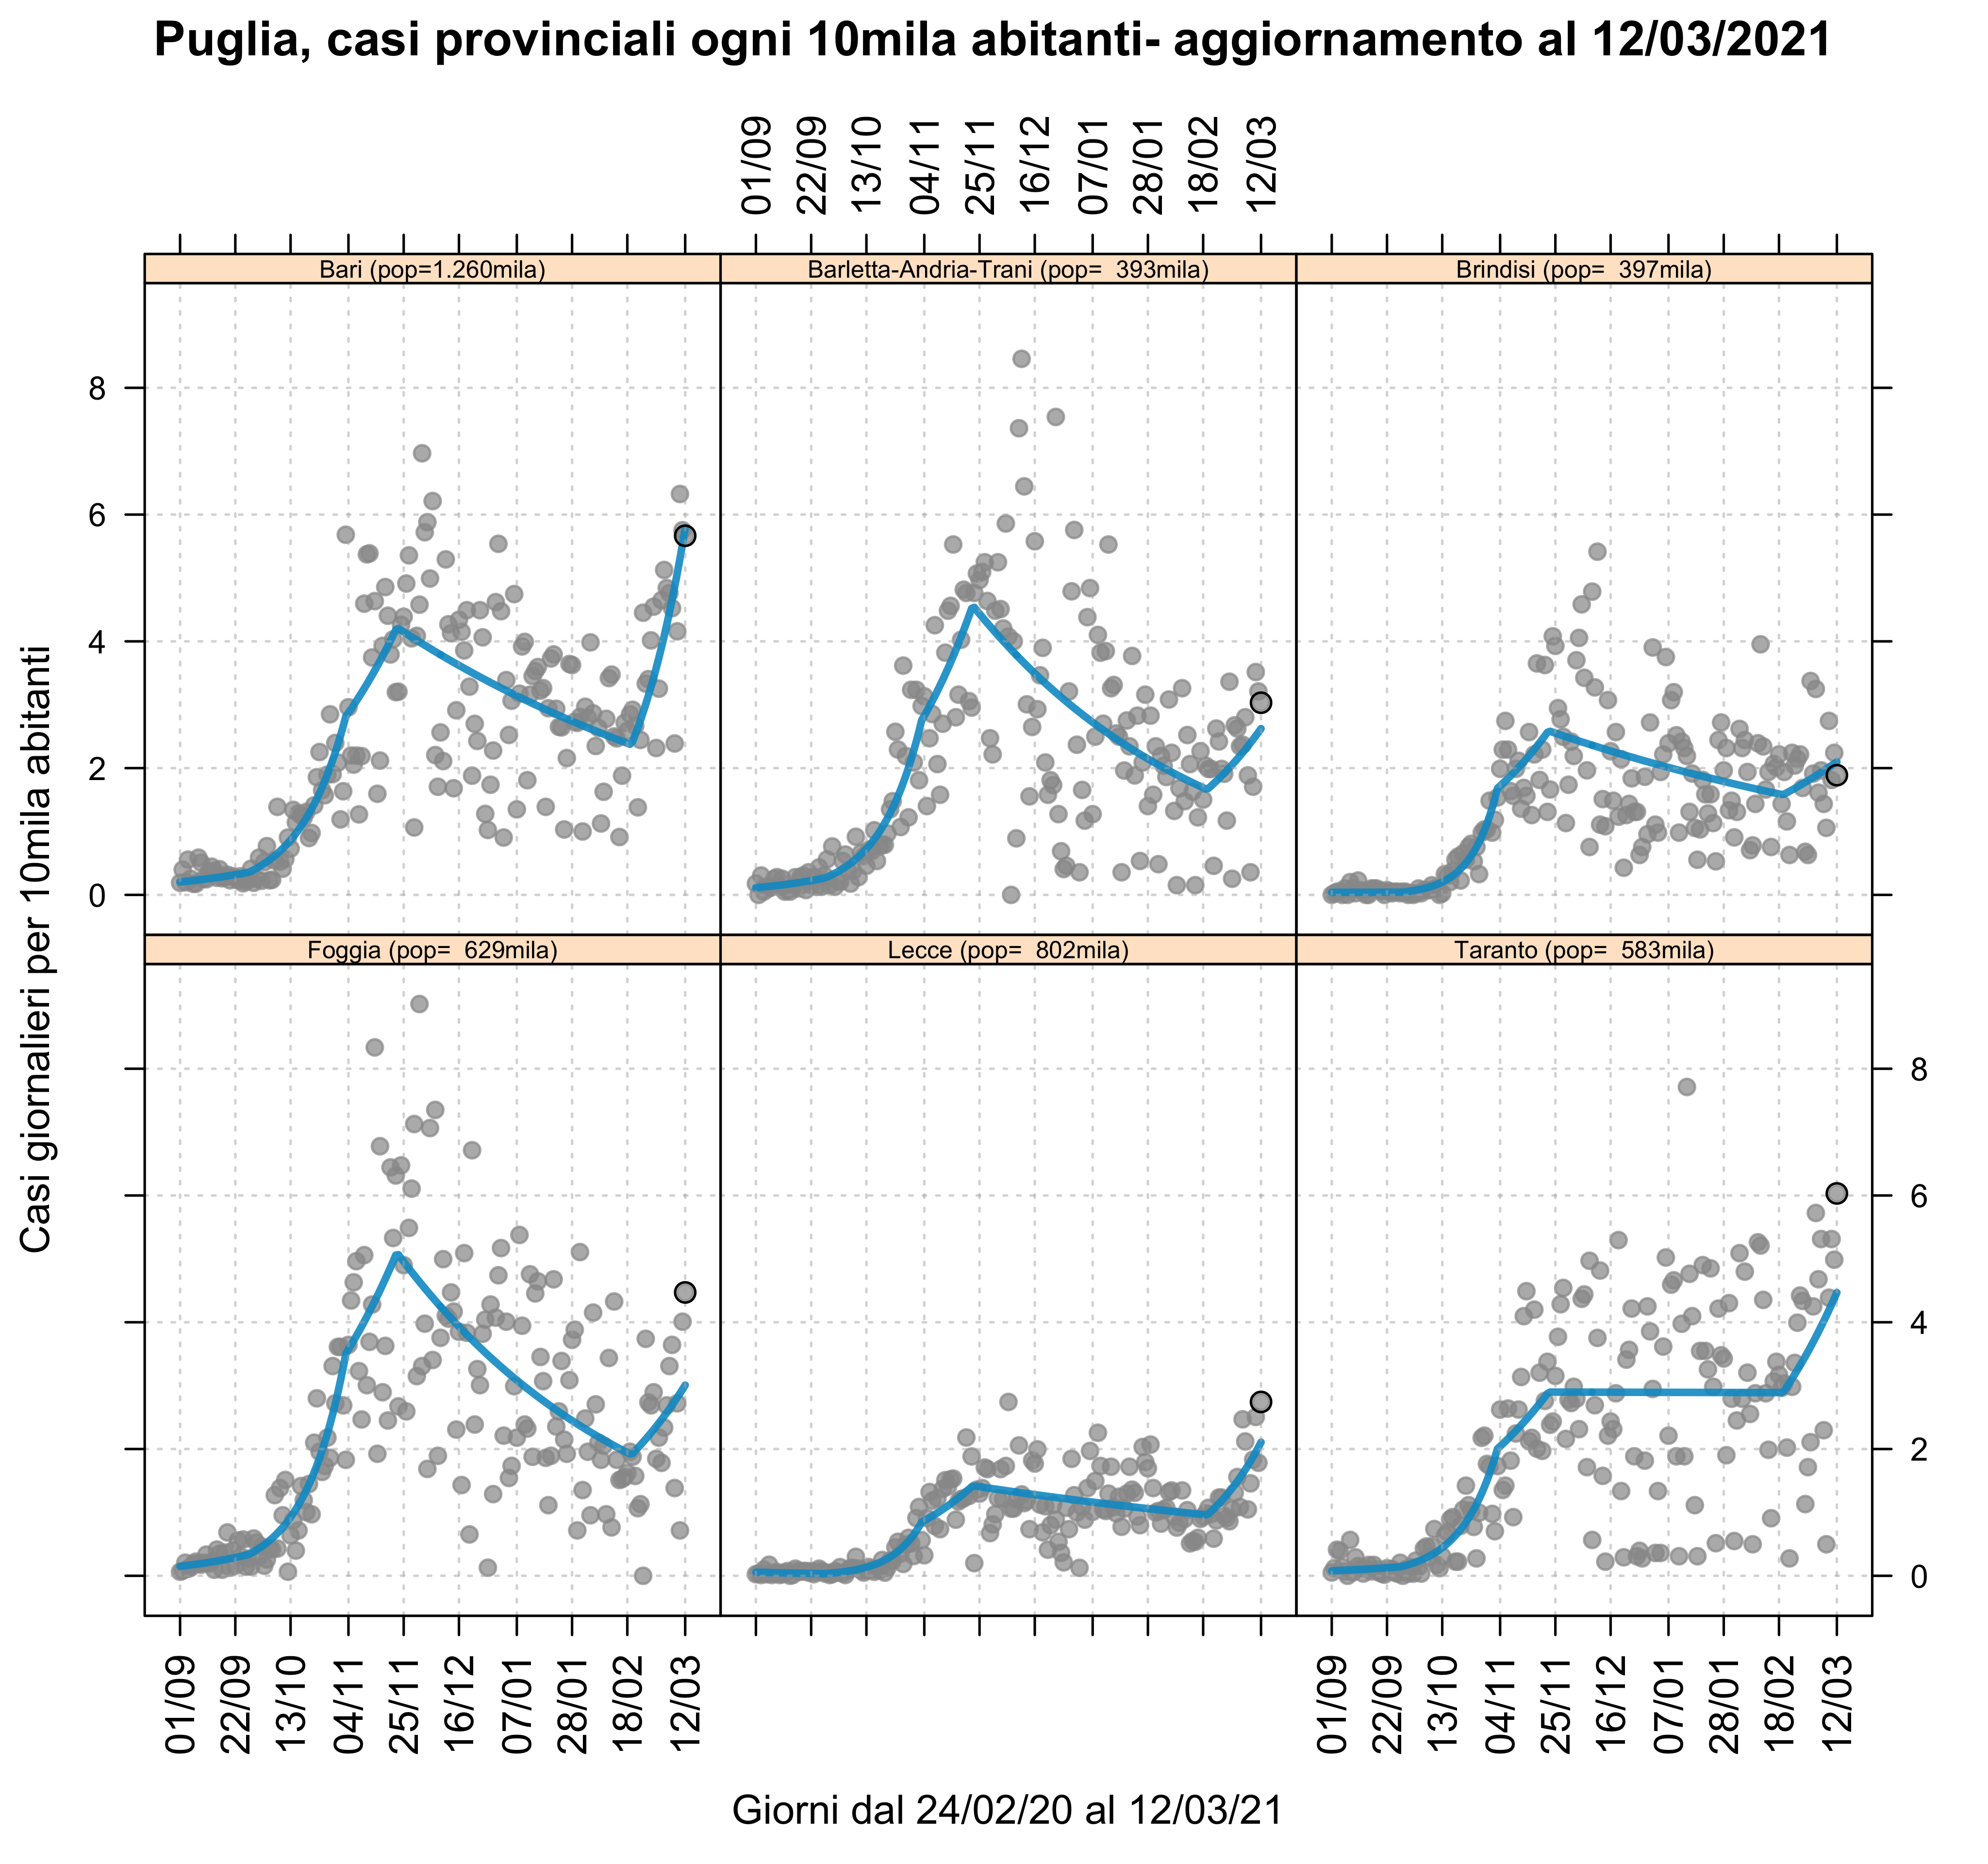 Puglia, casi provinciali ogni 10mila abitanti- aggiornamento al 12/03/2021
01/09 22/09 13/10 04/11 25/11 16/12 07/01 28/01 18/02 12/03
Bari (pop=1.260mila) Barletta-Andria-Trani (pop=  393mila) Brindisi (pop=  397mila)
8
6
4
2
0
Casi giornalieri per 10mila abitanti
Foggia (pop=  629mila) Lecce (pop=  802mila) Taranto (pop=  583mila)
8
6
4
2
0
01/09 22/09 13/10 04/11 25/11 16/12 07/01 28/01 18/02 12/03 01/09 22/09 13/10 04/11 25/11 16/12 07/01 28/01 18/02 12/03
Giorni dal 24/02/20 al 12/03/21